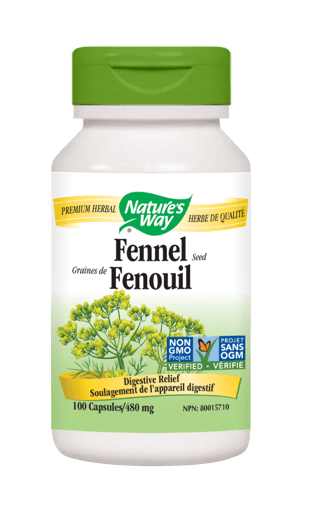 PREMIUM HERBAL
Nature's
Way
®
HERBE DE QUALITÉ
Fennel Seed
Graines de Fenouil
NON
GMO
Project
PROJET
SANS
OGM
VERIFIED • VERIFIÉ
Digestive Relief
Soulagement de l'appareil digestif
100 Capsules/480 mg
NPN: 80015710